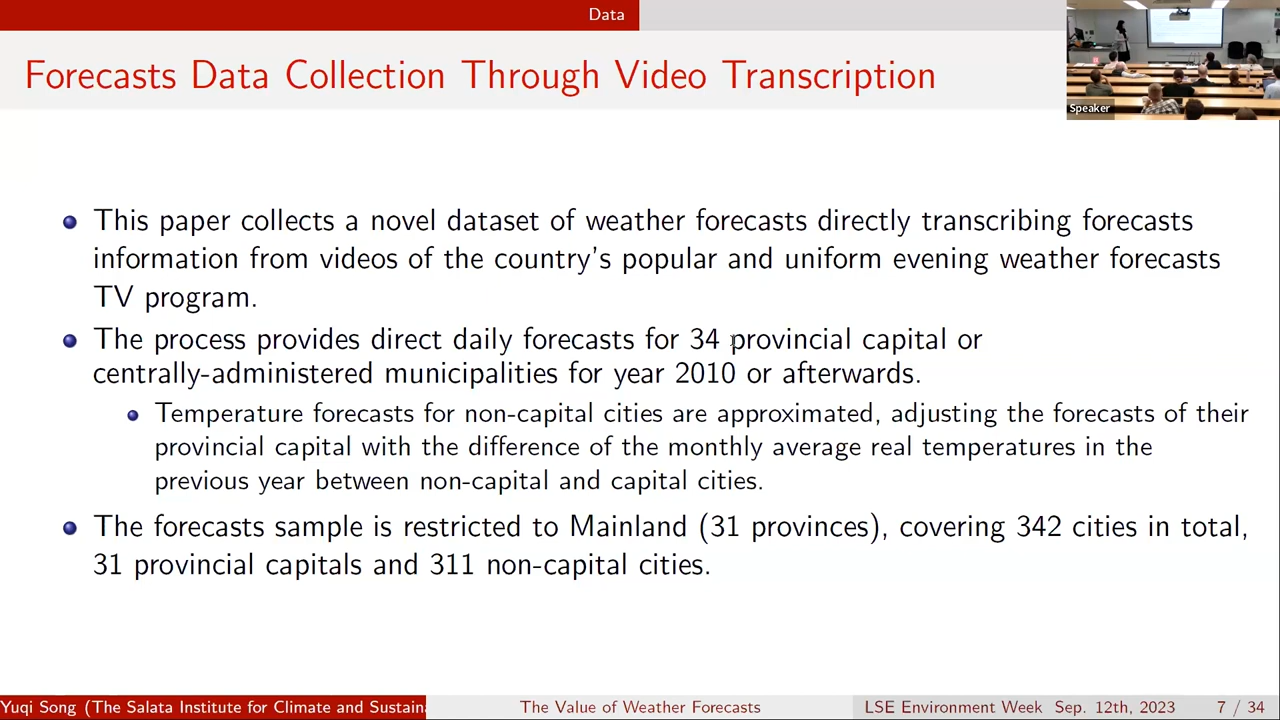 Data
Forecasts Data Collection Through Video Transcription
Speaker
This paper collects a novel dataset of weather forecasts directly transcribing forecasts
information from videos of the country's popular and uniform evening weather forecasts
TV program.
The process provides direct daily forecasts for 34 provincial capital or
centrally-administered municipalities for year 2010 or afterwards.
Temperature forecasts for non-capital cities are approximated, adjusting the forecasts of their
provincial capital with the difference of the monthly average real temperatures in the
previous year between non-capital and capital cities.
The forecasts sample is restricted to Mainland (31 provinces), covering 342 cities in total,
31 provincial capitals and 311 non-capital cities.
Yuqi Song (The Salata Institute for Climate and Sustain
The Value of Weather Forecasts
LSE Environment Week Sep. 12th, 2023 7 / 34